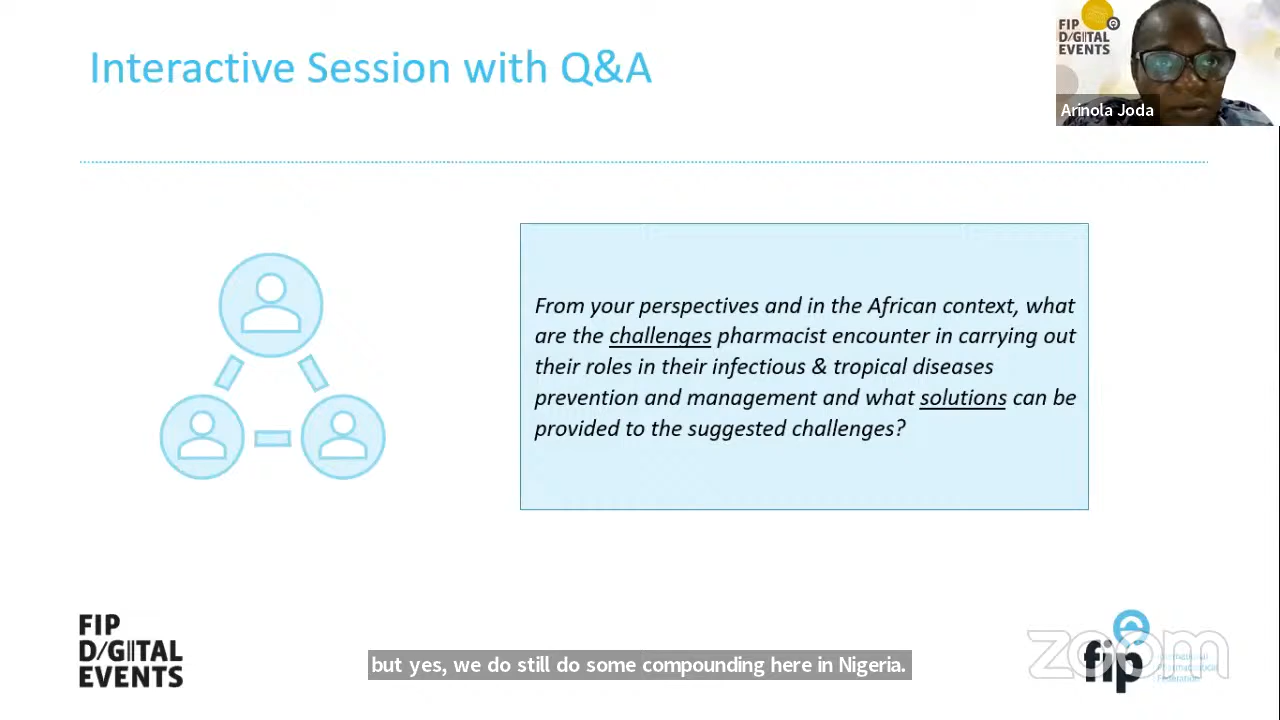 Interactive Session with Q&A
FIP
D/GITAL
EVENTS
Arinola Joda
From your perspectives and in the African context, what
are the challenges pharmacist encounter in carrying out
their roles in their infectious & tropical diseases
prevention and management and what solutions can be
provided to the suggested challenges?
FIP
D/GITAL
EVENTS
but yes, we do still do some compounding here in Nigeria.
zoom
fip
International
Pharmaceutical
Federation